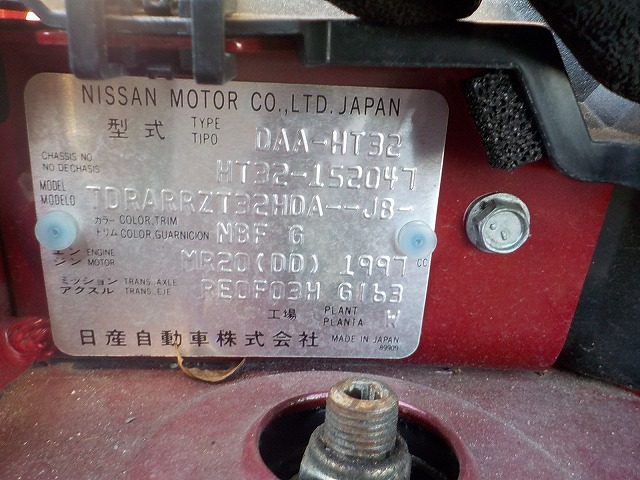 NISSAN MOTOR CO.,LTD. JAPAN
型式 TYPE TIPO DAA-HT32
CHASSIS NO. NO. DECHASIS HT32-152047
MODEL MODELO TDRARRZT32HDA--JB-
カラー COLOR,TRIM トリム COLOR,GUARNICION NBF G
エンジン ENGINE MOTOR MR20(DD) 1997 CC
ミッション TRANS. AXLE アクスル TRANS. EJE RE0F03H G163
工場 PLANT PLANTA W
日産自動車株式会社 MADE IN JAPAN
89909